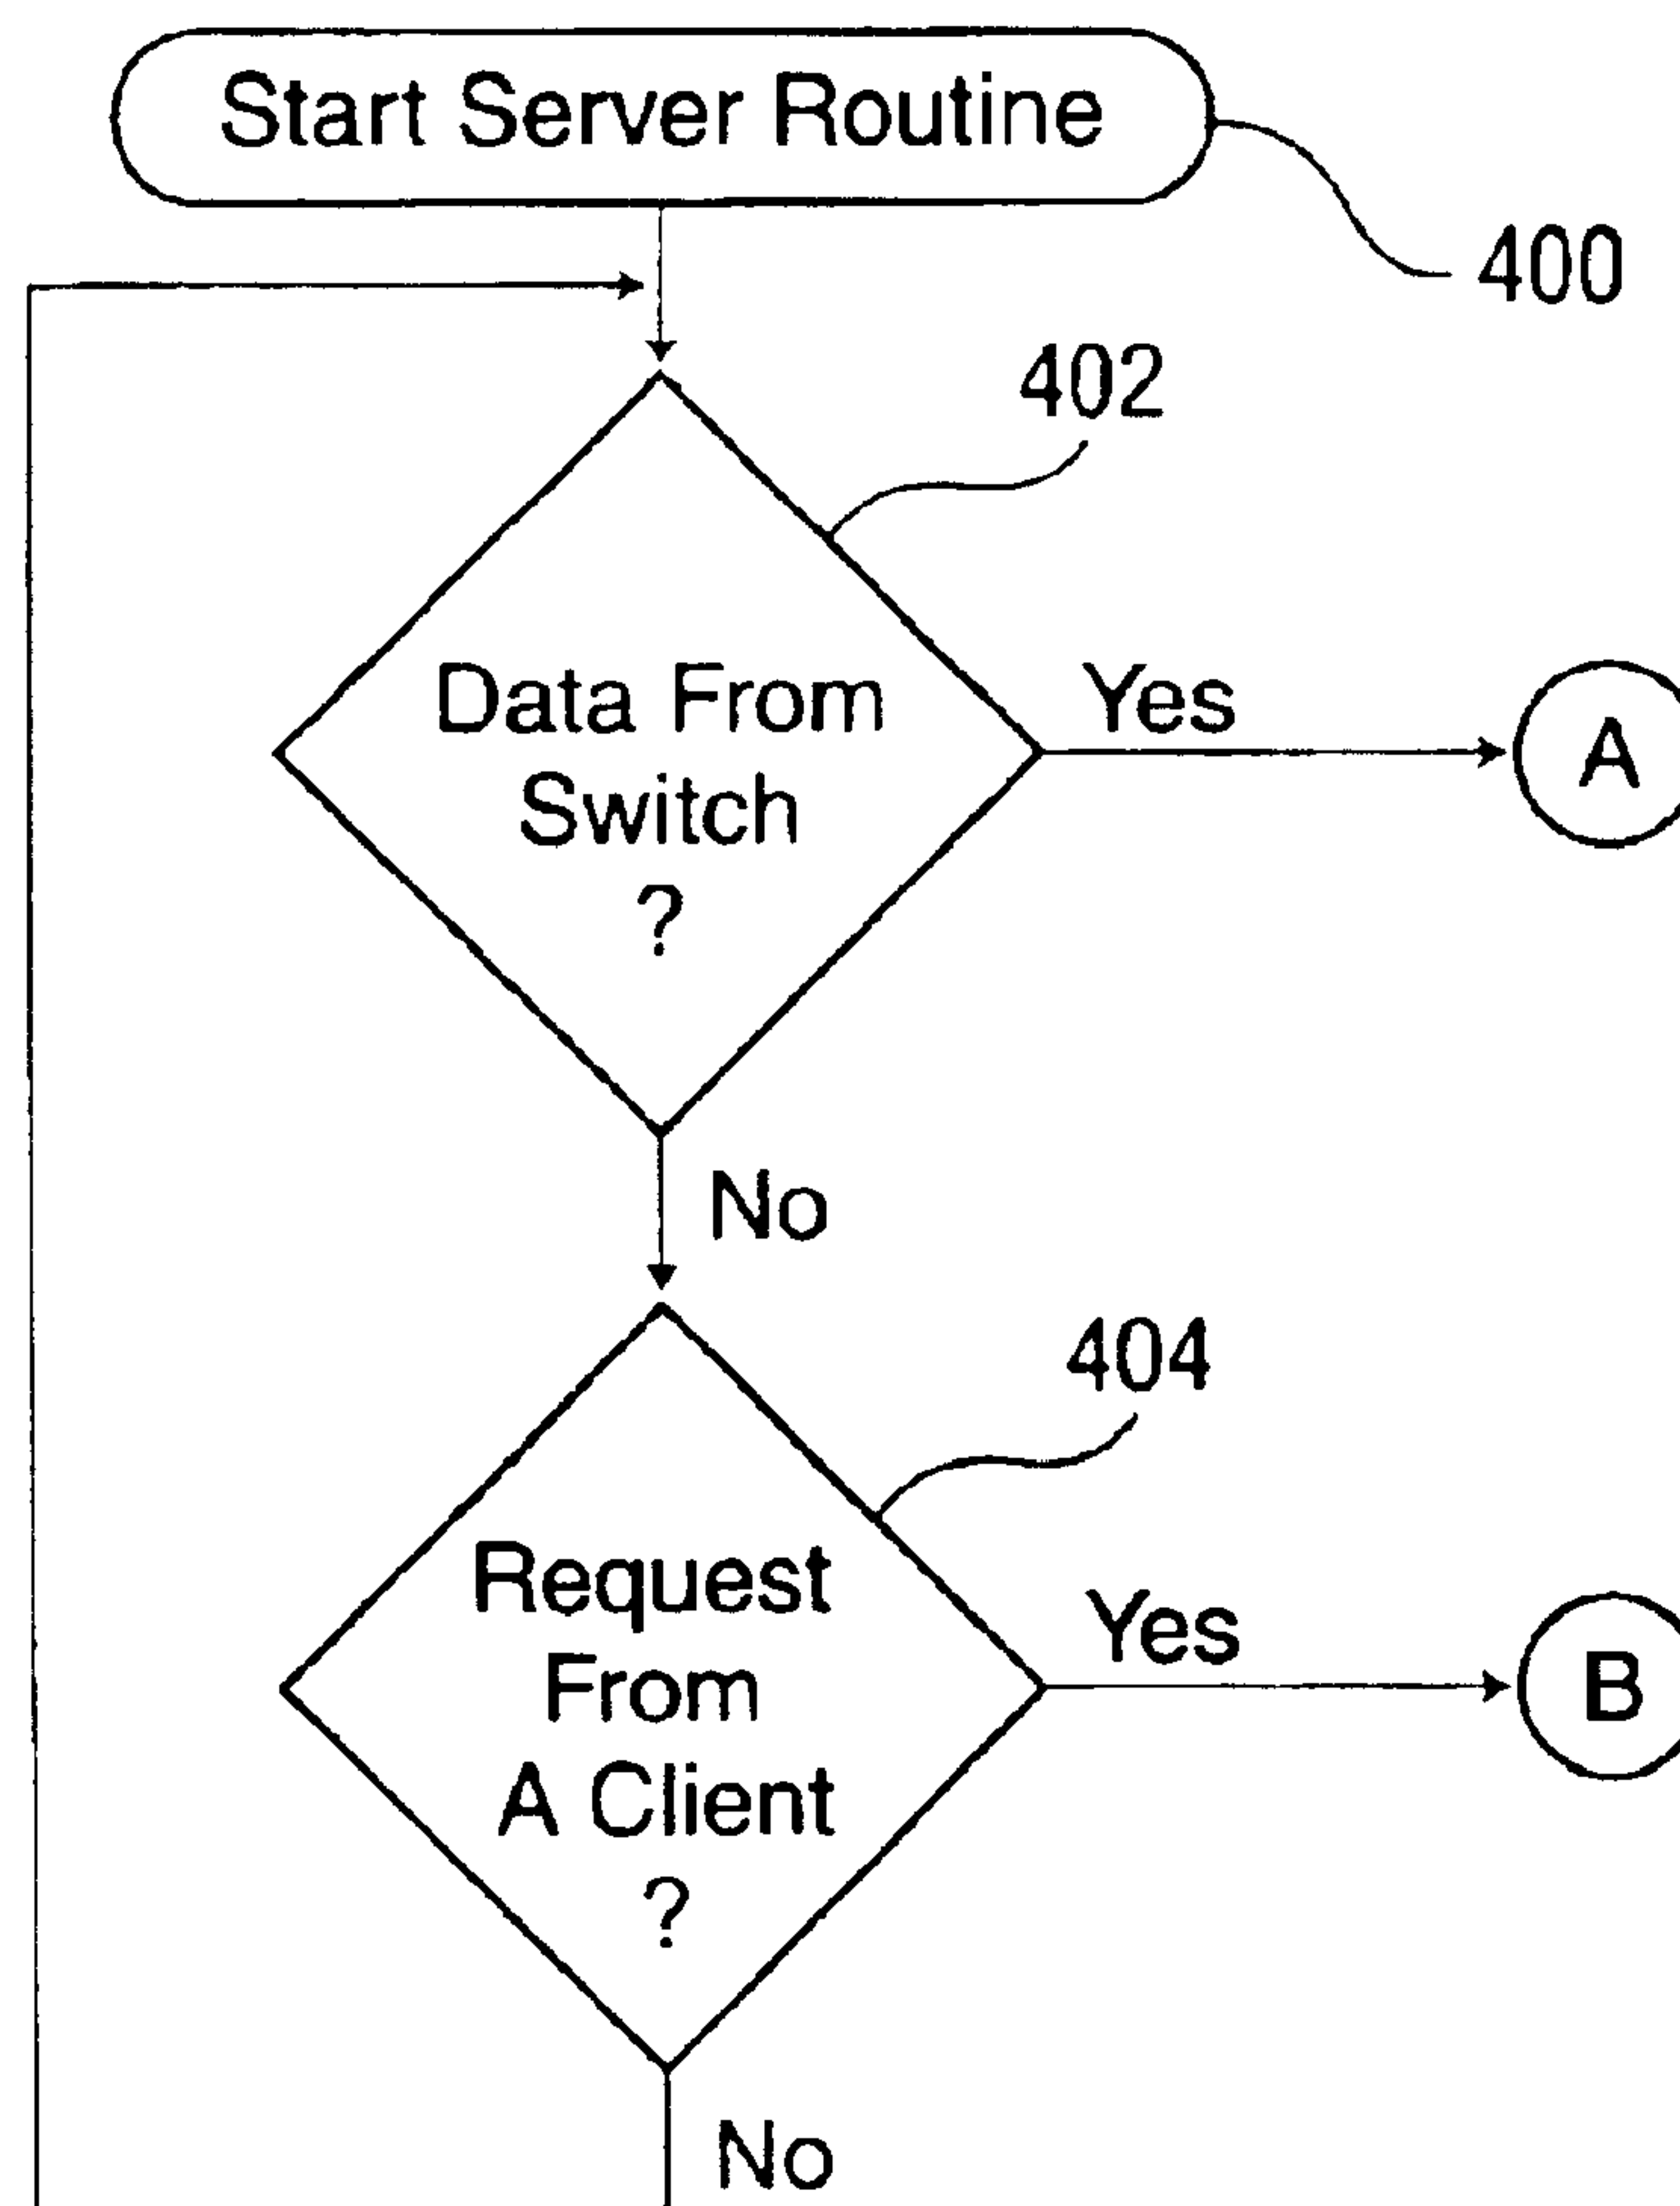 Start Server Routine
400
402
Data From
Switch
?
Yes
A
No
404
Request
From
A Client
?
Yes
B
No